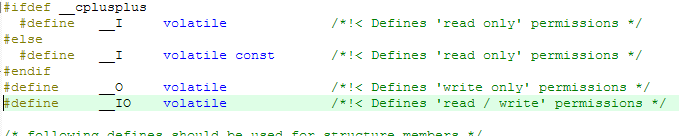 #ifdef __cplusplus
#define __I volatile /*!< Defines 'read only' permissions */
#else
#define __I volatile const /*!< Defines 'read only' permissions */
#endif
#define __O volatile /*!< Defines 'write only' permissions */
#define __IO volatile /*!< Defines 'read / write' permissions */
/* following defines should be used for structure members */